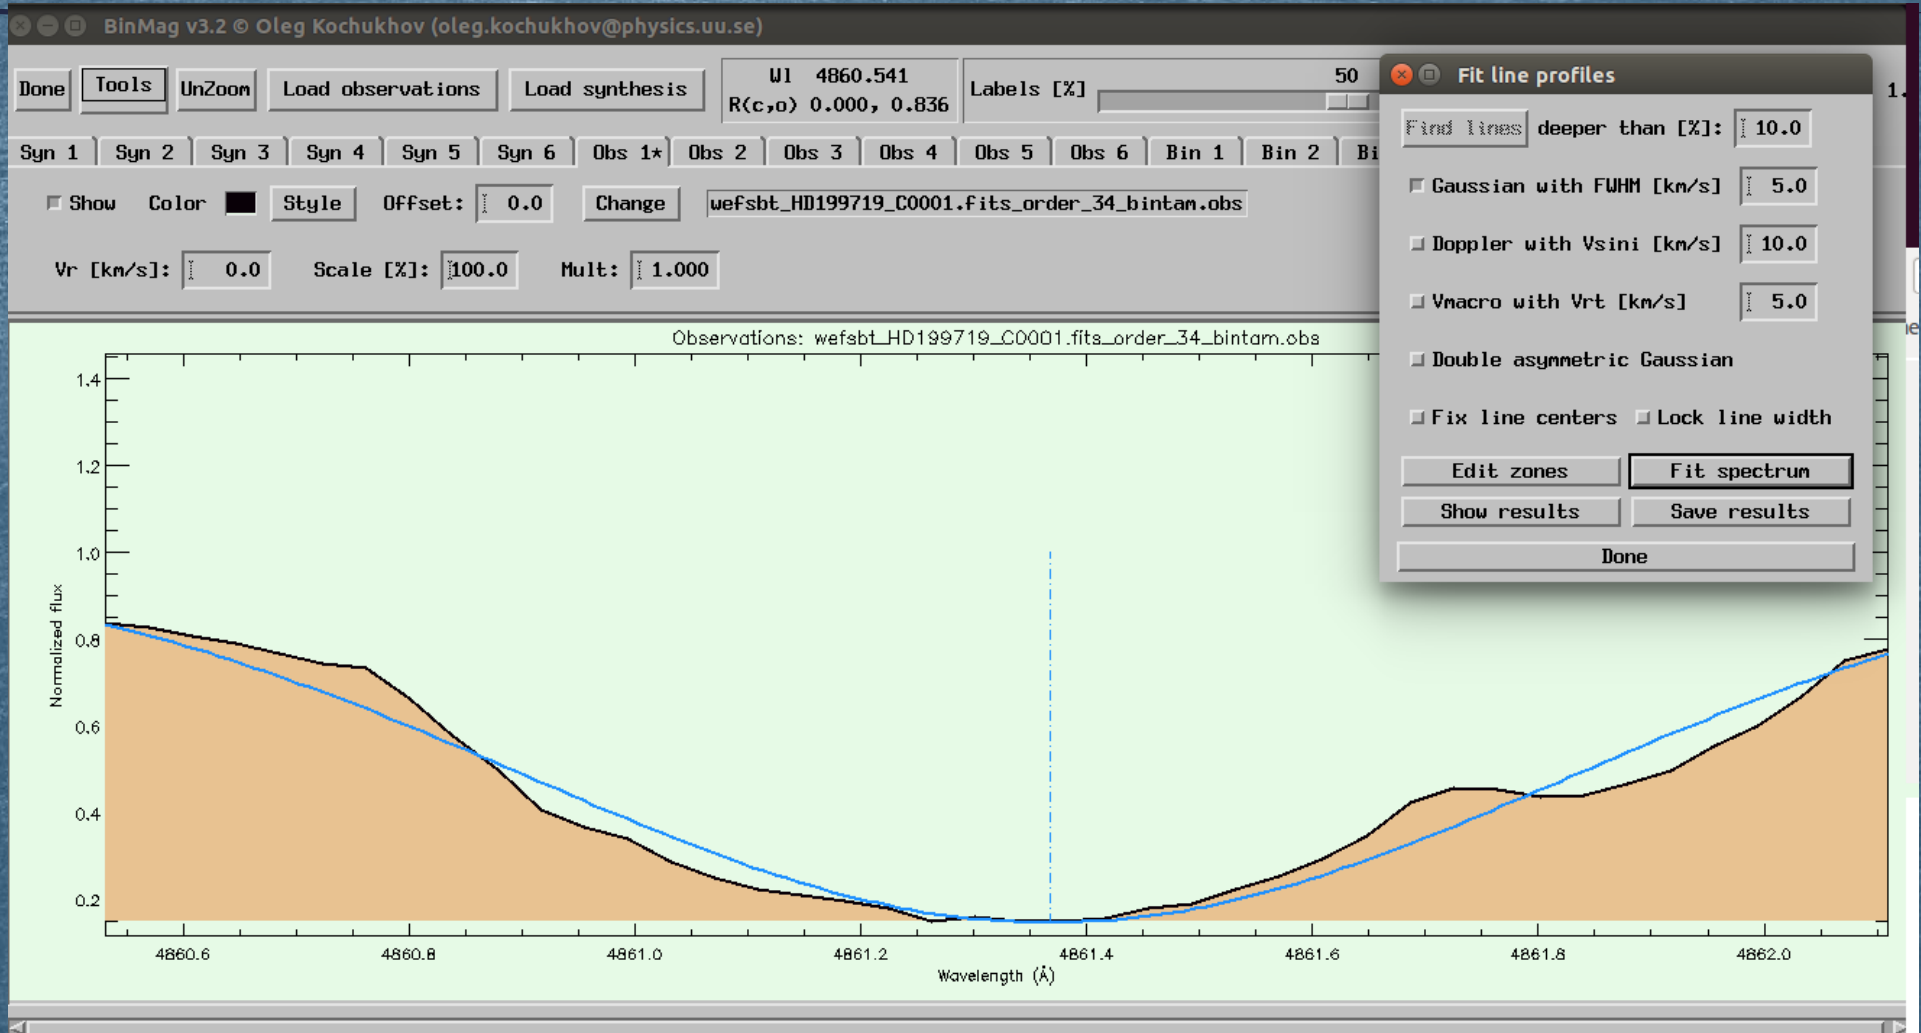 BinMag v3.2 © Oleg Kochukhov (oleg.kochukhov@physics.uu.se)
Done Tools UnZoom Load observations Load synthesis
Wl 4860.541
R(c,o) 0.000, 0.836
Labels [%] 50
1.
Syn 1 Syn 2 Syn 3 Syn 4 Syn 5 Syn 6 Obs 1* Obs 2 Obs 3 Obs 4 Obs 5 Obs 6 Bin 1 Bin 2 Bi
Show Color Style Offset: 0.0 Change wefsbt_HD199719_C0001.fits_order_34_bintam.obs
Vr [km/s]: 0.0 Scale [%]: 100.0 Mult: 1.000
Fit line profiles
Find lines deeper than [%]: 10.0
Gaussian with FWHM [km/s] 5.0
Doppler with Vsini [km/s] 10.0
Vmacro with Vrt [km/s] 5.0
Double asymmetric Gaussian
Fix line centers Lock line width
Edit zones Fit spectrum
Show results Save results
Done
Observations: wefsbt_HD199719_C0001.fits_order_34_bintam.obs
1.4
1.2
1.0
0.8
0.6
0.4
0.2
Normalized flux
4860.6 4860.8 4861.0 4861.2 4861.4 4861.6 4861.8 4862.0
Wavelength (Å)